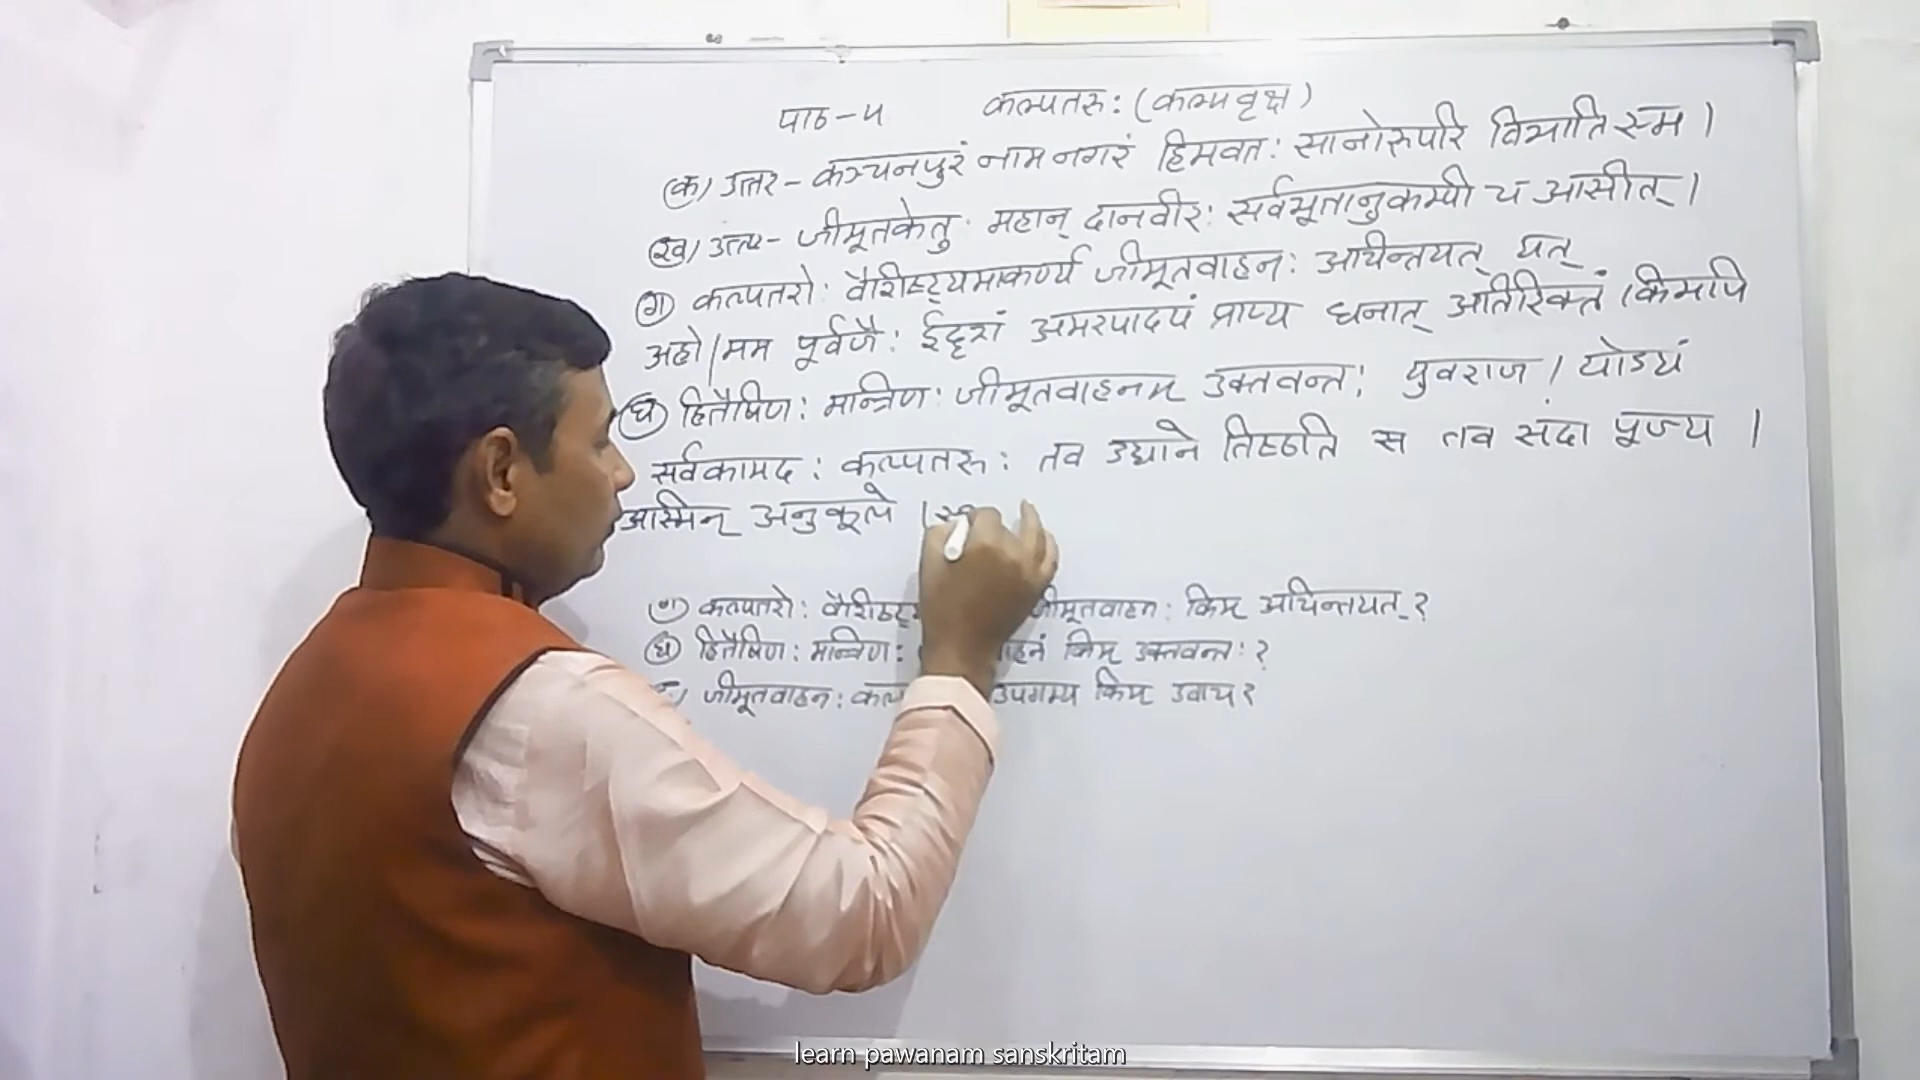 पाठ-५ कल्पतरु: (कल्पवृक्ष)
(क) उत्तर - कञ्चनपुरं नाम नगरं हिमवत: सानोरुपरि विभाति स्म ।
(ख) उत्तर - जीमूतकेतु: महान् दानवीर: सर्वभूतानुकम्पी च आसीत् ।
(ग) कल्पतरो: वैशिष्ट्यमाकर्ण्य जीमूतवाहन: अचिन्तयत् यत्
अहो! मम पूर्वजै: ईदृशं अमरपादपं प्राप्य धनात् अतिरिक्तं किमपि
(घ) हितैषिण: मन्त्रिण: जीमूतवाहनम् उक्तवन्त: युवराज! योऽयं
सर्वकामद: कल्पतरु: तव उद्याने तिष्ठति स तव सदा पूज्य ।
अस्मिन् अनुकूले
(ग) कल्पतरो: जीमूतवाहन: किम् अचिन्तयत् ?
(घ) हितैषिण: मन्त्रिण: किम् उक्तवन्त: ?
जीमूतवाहन: उपगम्य किम् उवाच ?
learn pawanam sanskritam